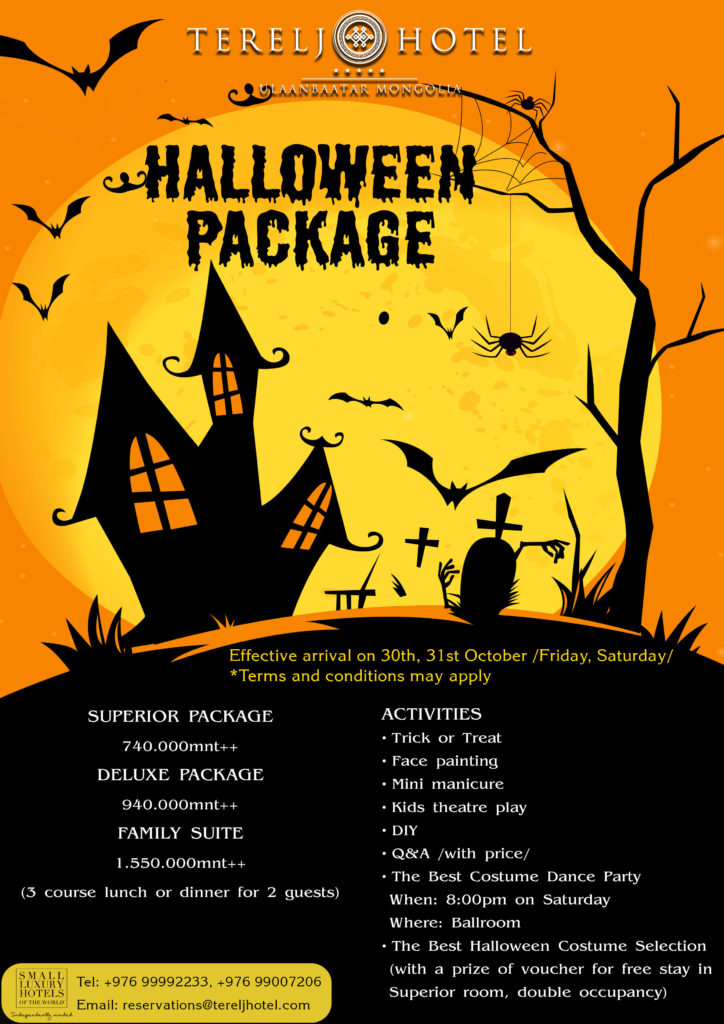 TERELJ HOTEL
ULAANBAATAR MONGOLIA
HALLOWEEN
PACKAGE
Effective arrival on 30th, 31st October /Friday, Saturday/
*Terms and conditions may apply
SUPERIOR PACKAGE
740.000mnt++
DELUXE PACKAGE
940.000mnt++
FAMILY SUITE
1.550.000mnt++
(3 course lunch or dinner for 2 guests)
ACTIVITIES
• Trick or Treat
• Face painting
• Mini manicure
• Kids theatre play
• DIY
• Q&A /with price/
• The Best Costume Dance Party
When: 8:00pm on Saturday
Where: Ballroom
• The Best Halloween Costume Selection
(with a prize of voucher for free stay in
Superior room, double occupancy)
SMALL
LUXURY
HOTELS
OF THE WORLD
Independently minded
Tel: +976 99992233, +976 99007206
Email: reservations@tereljhotel.com